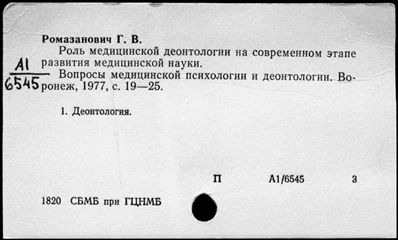 Ромазанович Г. В.
Роль медицинской деонтологии на современном этапе
развития медицинской науки.
А1
6545
Вопросы медицинской психологии и деонтологии. Во-
ронеж, 1977, с. 19—25.
1. Деонтология.
П А1/6545 3
1820 СБМБ при ГЦНМБ